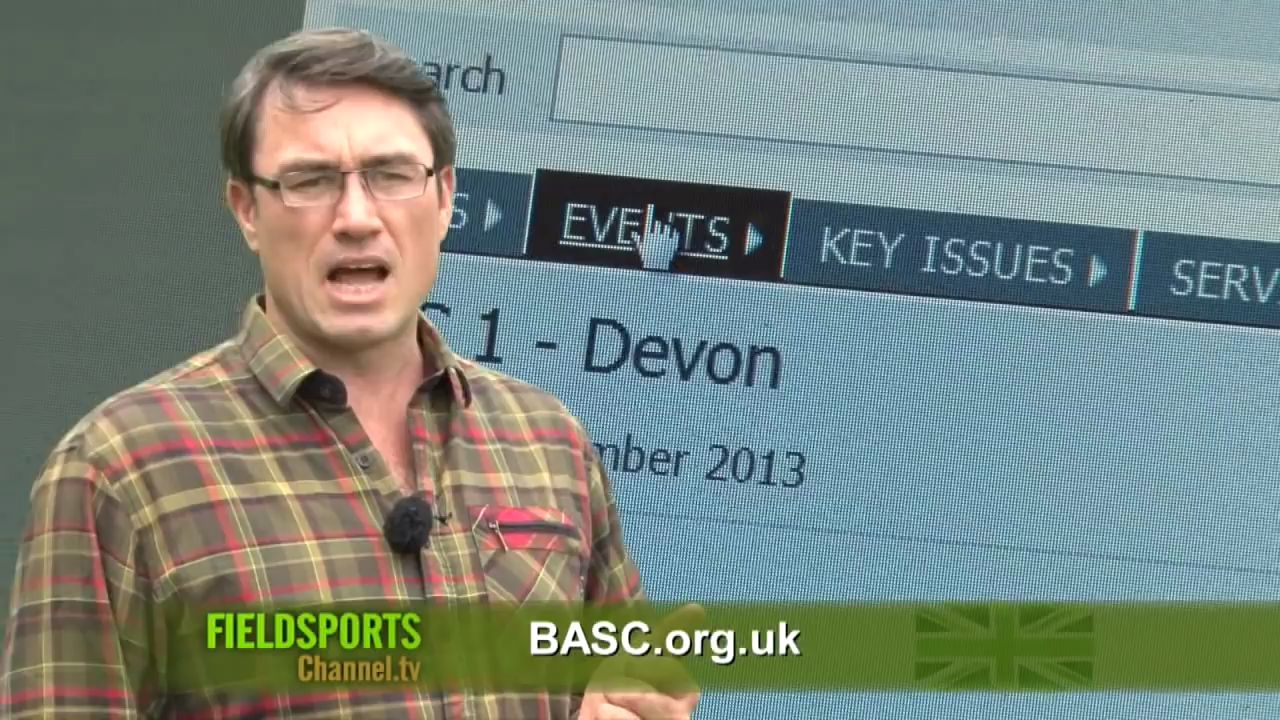 arch
EVENTS
KEY ISSUES
SERV
1 - Devon
mber 2013
FIELDSPORTS
Channel.tv
BASC.org.uk